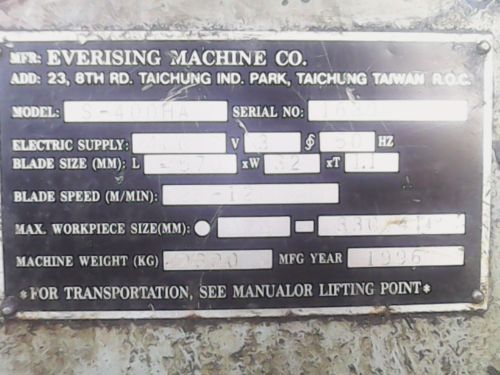 MFR: EVERISING MACHINE CO.
ADD: 23, 8TH RD. TAICHUNG IND. PARK, TAICHUNG TAIWAN R.O.C.
MODEL: S-400HA SERIAL NO:
ELECTRIC SUPPLY: V 3 ϕ 50 HZ
BLADE SIZE (MM): L xW 32 xT 1.1
BLADE SPEED (M/MIN):
MAX. WORKPIECE SIZE(MM):
MACHINE WEIGHT (KG) MFG YEAR 1996
*FOR TRANSPORTATION, SEE MANUALOR LIFTING POINT*